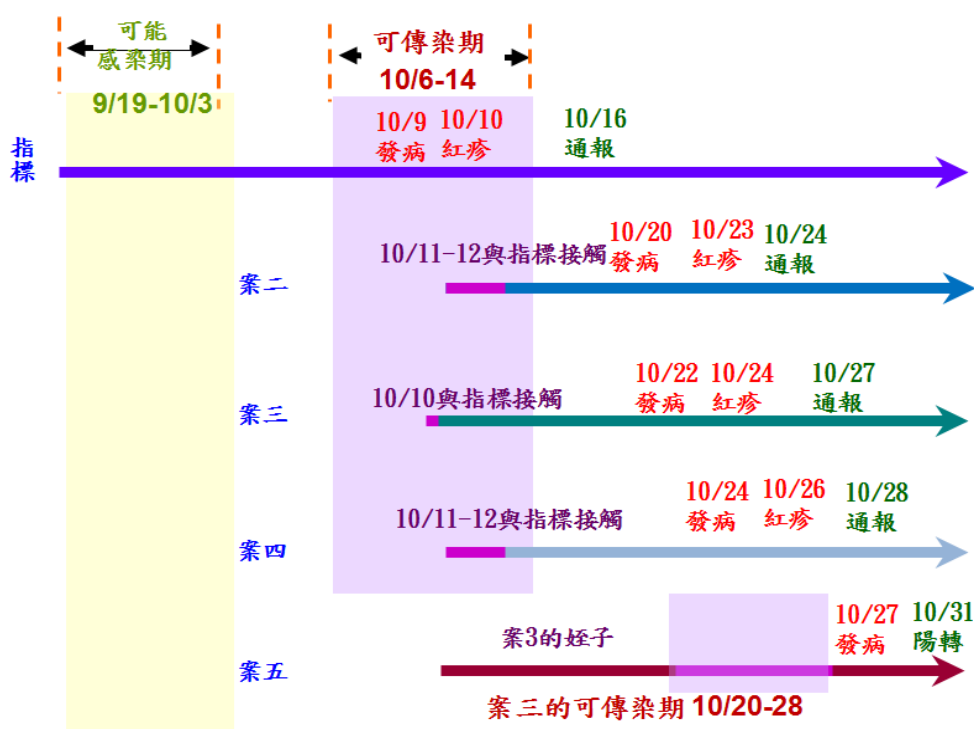 可能
感染期
9/19-10/3
可傳染期
10/6-14
指標
10/9 10/10 10/16
發病 紅疹 通報
案二
10/11-12與指標接觸
10/20 10/23 10/24
發病 紅疹 通報
案三
10/10與指標接觸
10/22 10/24 10/27
發病 紅疹 通報
案四
10/11-12與指標接觸
10/24 10/26 10/28
發病 紅疹 通報
案五
案3的姪子
10/27 10/31
發病 陽轉
案三的可傳染期 10/20-28